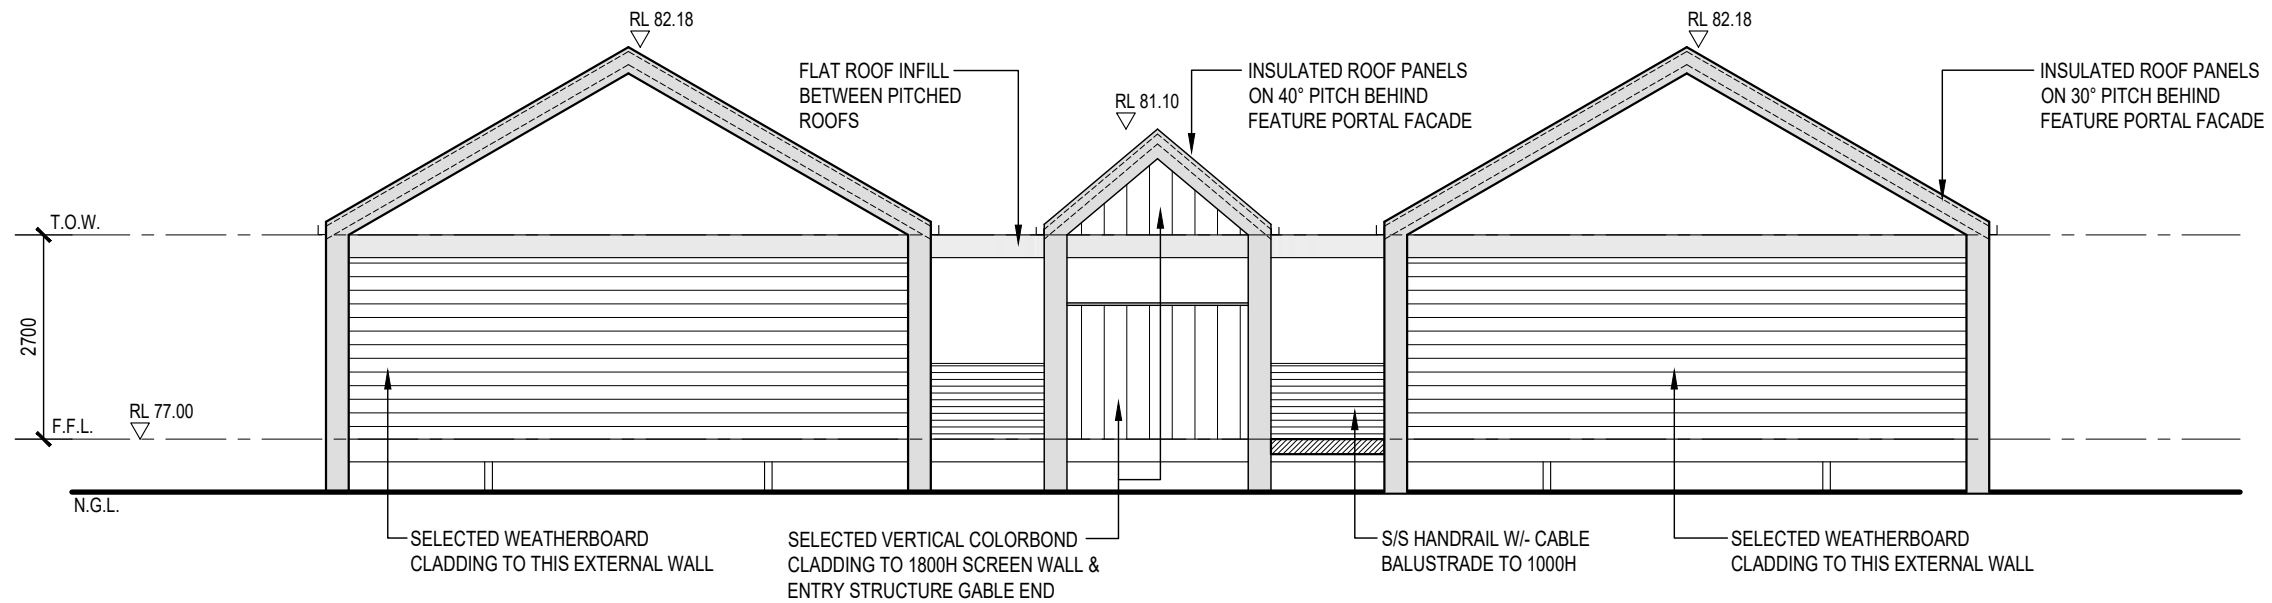 RL 82.18
RL 82.18
FLAT ROOF INFILL
BETWEEN PITCHED
ROOFS
INSULATED ROOF PANELS
ON 40° PITCH BEHIND
FEATURE PORTAL FACADE
INSULATED ROOF PANELS
ON 30° PITCH BEHIND
FEATURE PORTAL FACADE
RL 81.10
T.O.W.
2700
RL 77.00
F.F.L.
N.G.L.
SELECTED WEATHERBOARD
CLADDING TO THIS EXTERNAL WALL
SELECTED VERTICAL COLORBOND
CLADDING TO 1800H SCREEN WALL &
ENTRY STRUCTURE GABLE END
S/S HANDRAIL W/- CABLE
BALUSTRADE TO 1000H
SELECTED WEATHERBOARD
CLADDING TO THIS EXTERNAL WALL